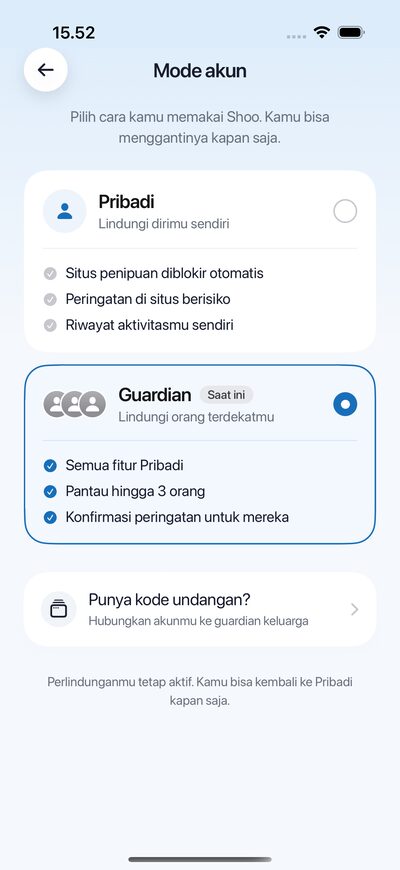 15.52
Mode akun
Pilih cara kamu memakai Shoo. Kamu bisa
menggantinya kapan saja.
Pribadi
Lindungi dirimu sendiri
Situs penipuan diblokir otomatis
Peringatan di situs berisiko
Riwayat aktivitasmu sendiri
Guardian Saat ini
Lindungi orang terdekatmu
Semua fitur Pribadi
Pantau hingga 3 orang
Konfirmasi peringatan untuk mereka
Punya kode undangan?
Hubungkan akunmu ke guardian keluarga
Perlindunganmu tetap aktif. Kamu bisa kembali ke Pribadi
kapan saja.